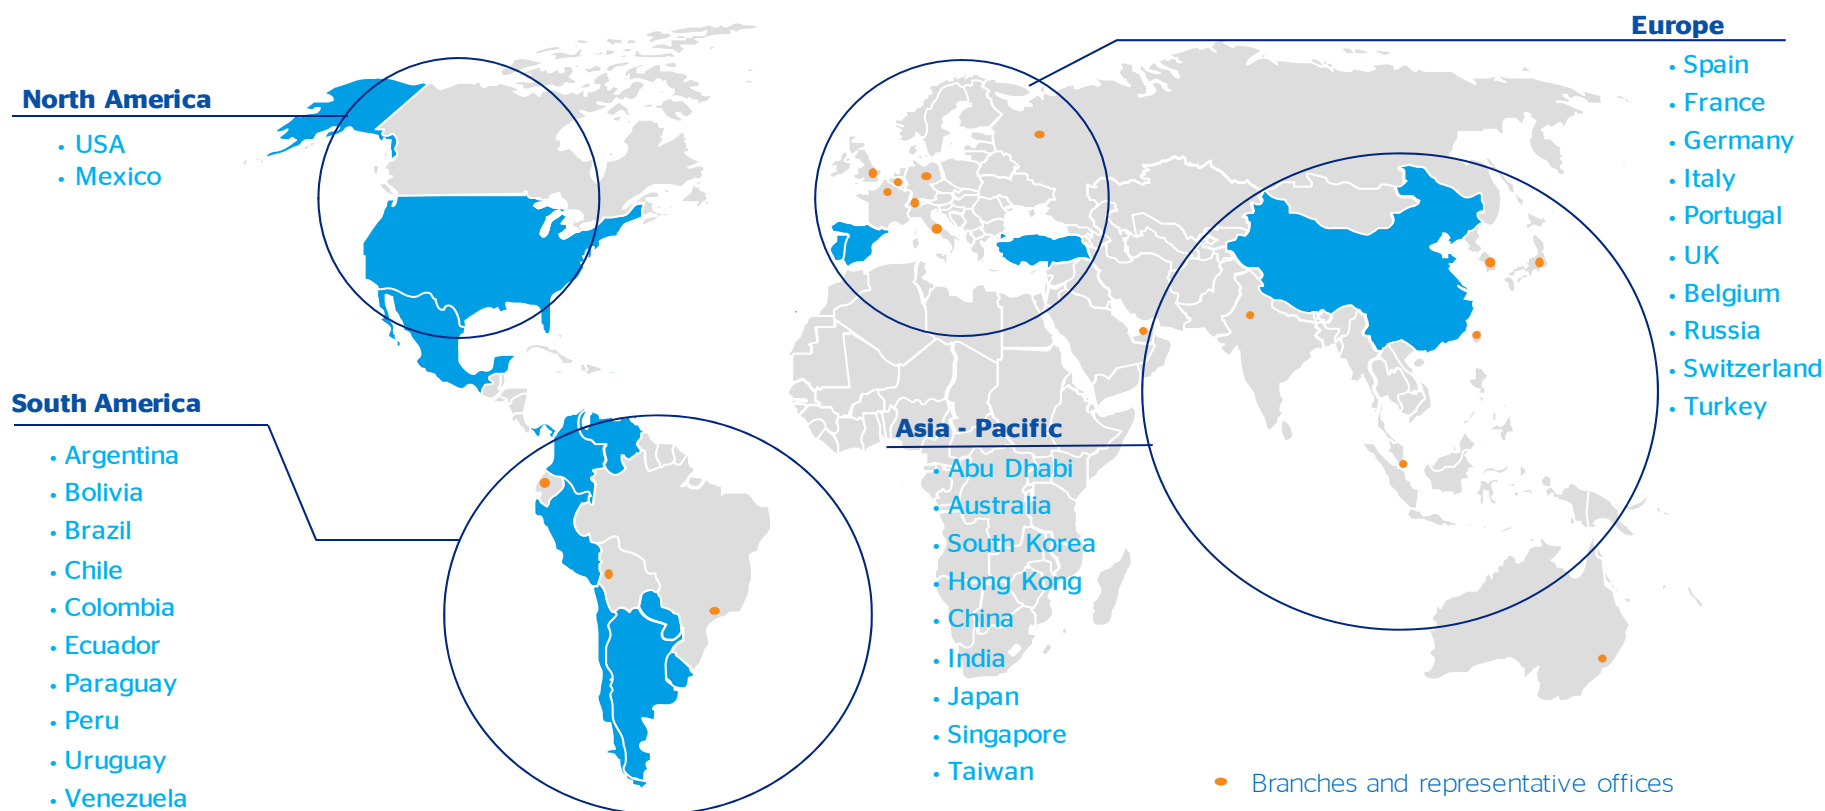 North America
USA
Mexico
South America
Argentina
Bolivia
Brazil
Chile
Colombia
Ecuador
Paraguay
Peru
Uruguay
Venezuela
Europe
Spain
France
Germany
Italy
Portugal
UK
Belgium
Russia
Switzerland
Turkey
Asia - Pacific
Abu Dhabi
Australia
South Korea
Hong Kong
China
India
Japan
Singapore
Taiwan
Branches and representative offices